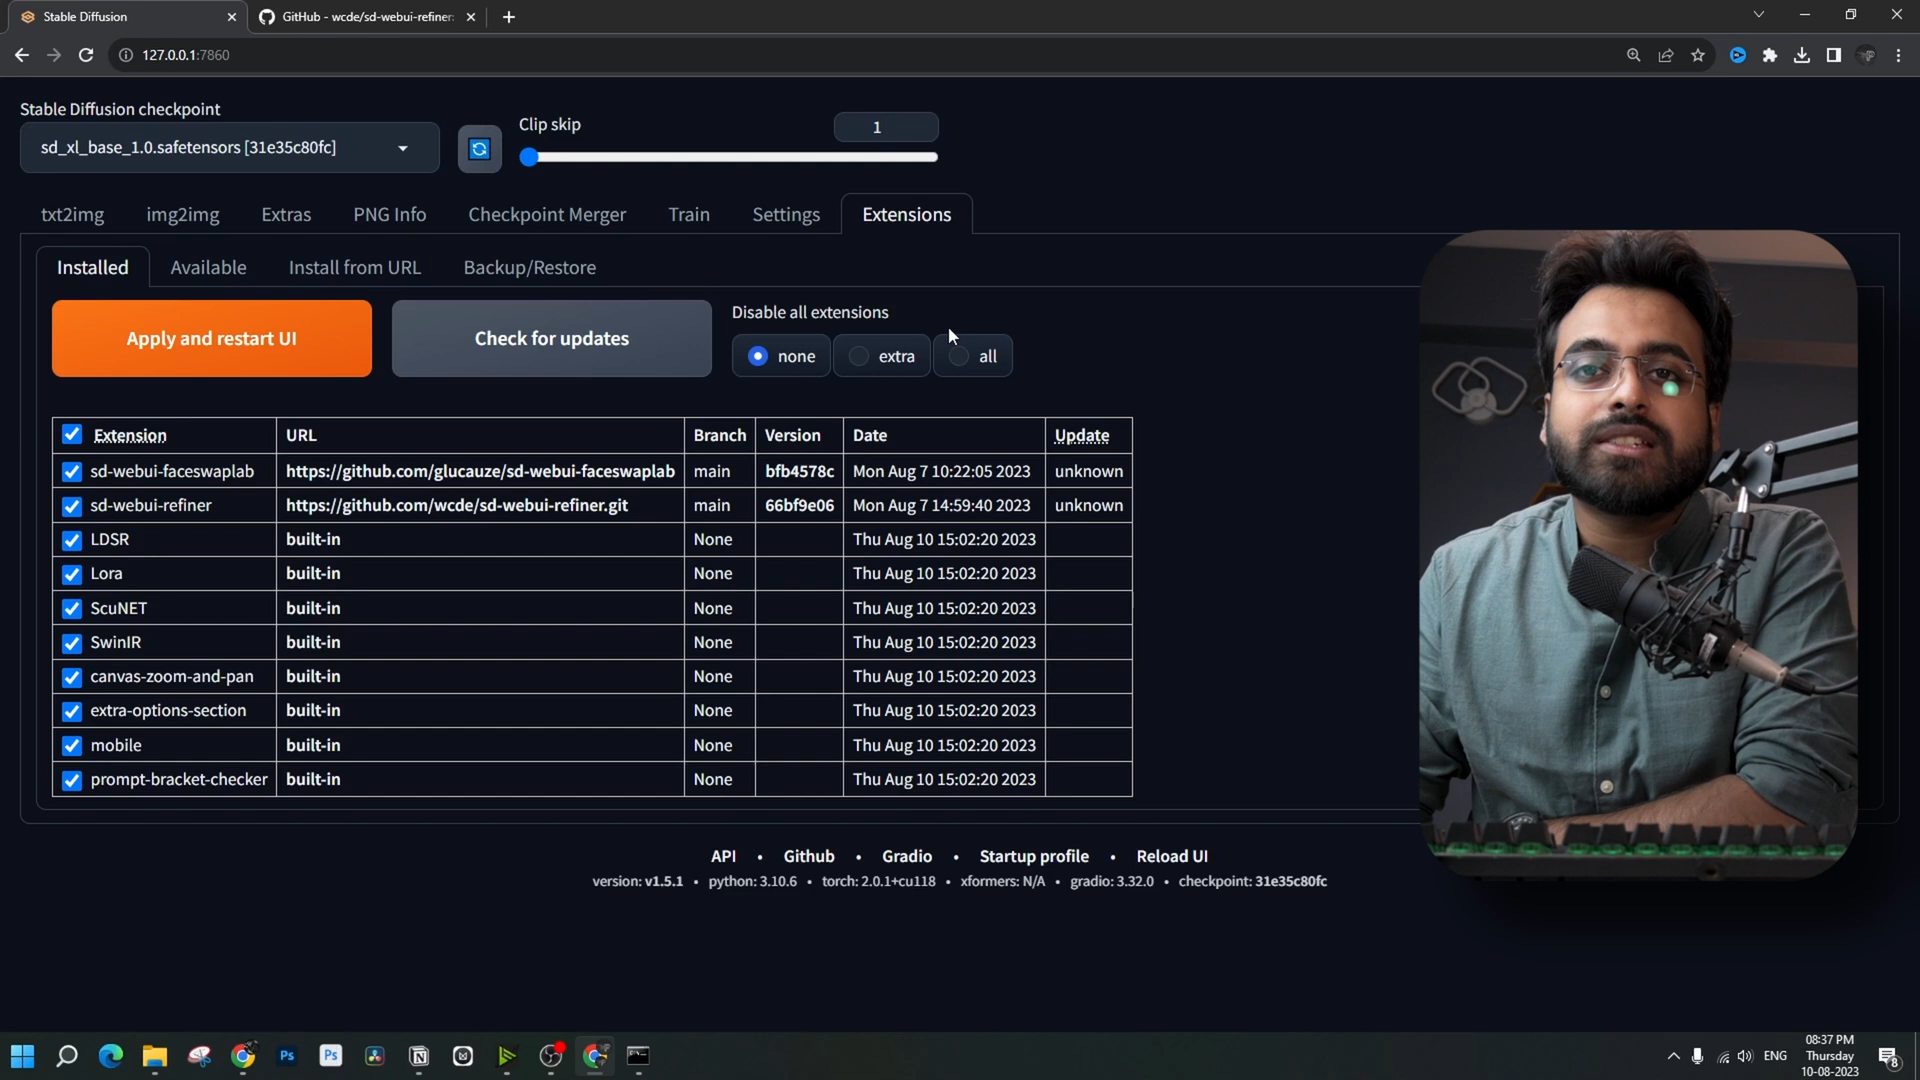 Stable Diffusion
GitHub - wcde/sd-webui-refiner:
127.0.0.1:7860
Stable Diffusion checkpoint
sd_xl_base_1.0.safetensors [31e35c80fc]
Clip skip
1
txt2img img2img Extras PNG Info Checkpoint Merger Train Settings Extensions
Installed Available Install from URL Backup/Restore
Apply and restart UI
Check for updates
Disable all extensions
none extra all
Extension URL Branch Version Date Update
sd-webui-faceswaplab https://github.com/glucauze/sd-webui-faceswaplab main bfb4578c Mon Aug 7 10:22:05 2023 unknown
sd-webui-refiner https://github.com/wcde/sd-webui-refiner.git main 66bf9e06 Mon Aug 7 14:59:40 2023 unknown
LDSR built-in None Thu Aug 10 15:02:20 2023
Lora built-in None Thu Aug 10 15:02:20 2023
ScuNET built-in None Thu Aug 10 15:02:20 2023
SwinIR built-in None Thu Aug 10 15:02:20 2023
canvas-zoom-and-pan built-in None Thu Aug 10 15:02:20 2023
extra-options-section built-in None Thu Aug 10 15:02:20 2023
mobile built-in None Thu Aug 10 15:02:20 2023
prompt-bracket-checker built-in None Thu Aug 10 15:02:20 2023
API • Github • Gradio • Startup profile • Reload UI
version: v1.5.1 • python: 3.10.6 • torch: 2.0.1+cu118 • xformers: N/A • gradio: 3.32.0 • checkpoint: 31e35c80fc
Ps
Ps
ENG
08:37 PM
Thursday
10-08-2023
8